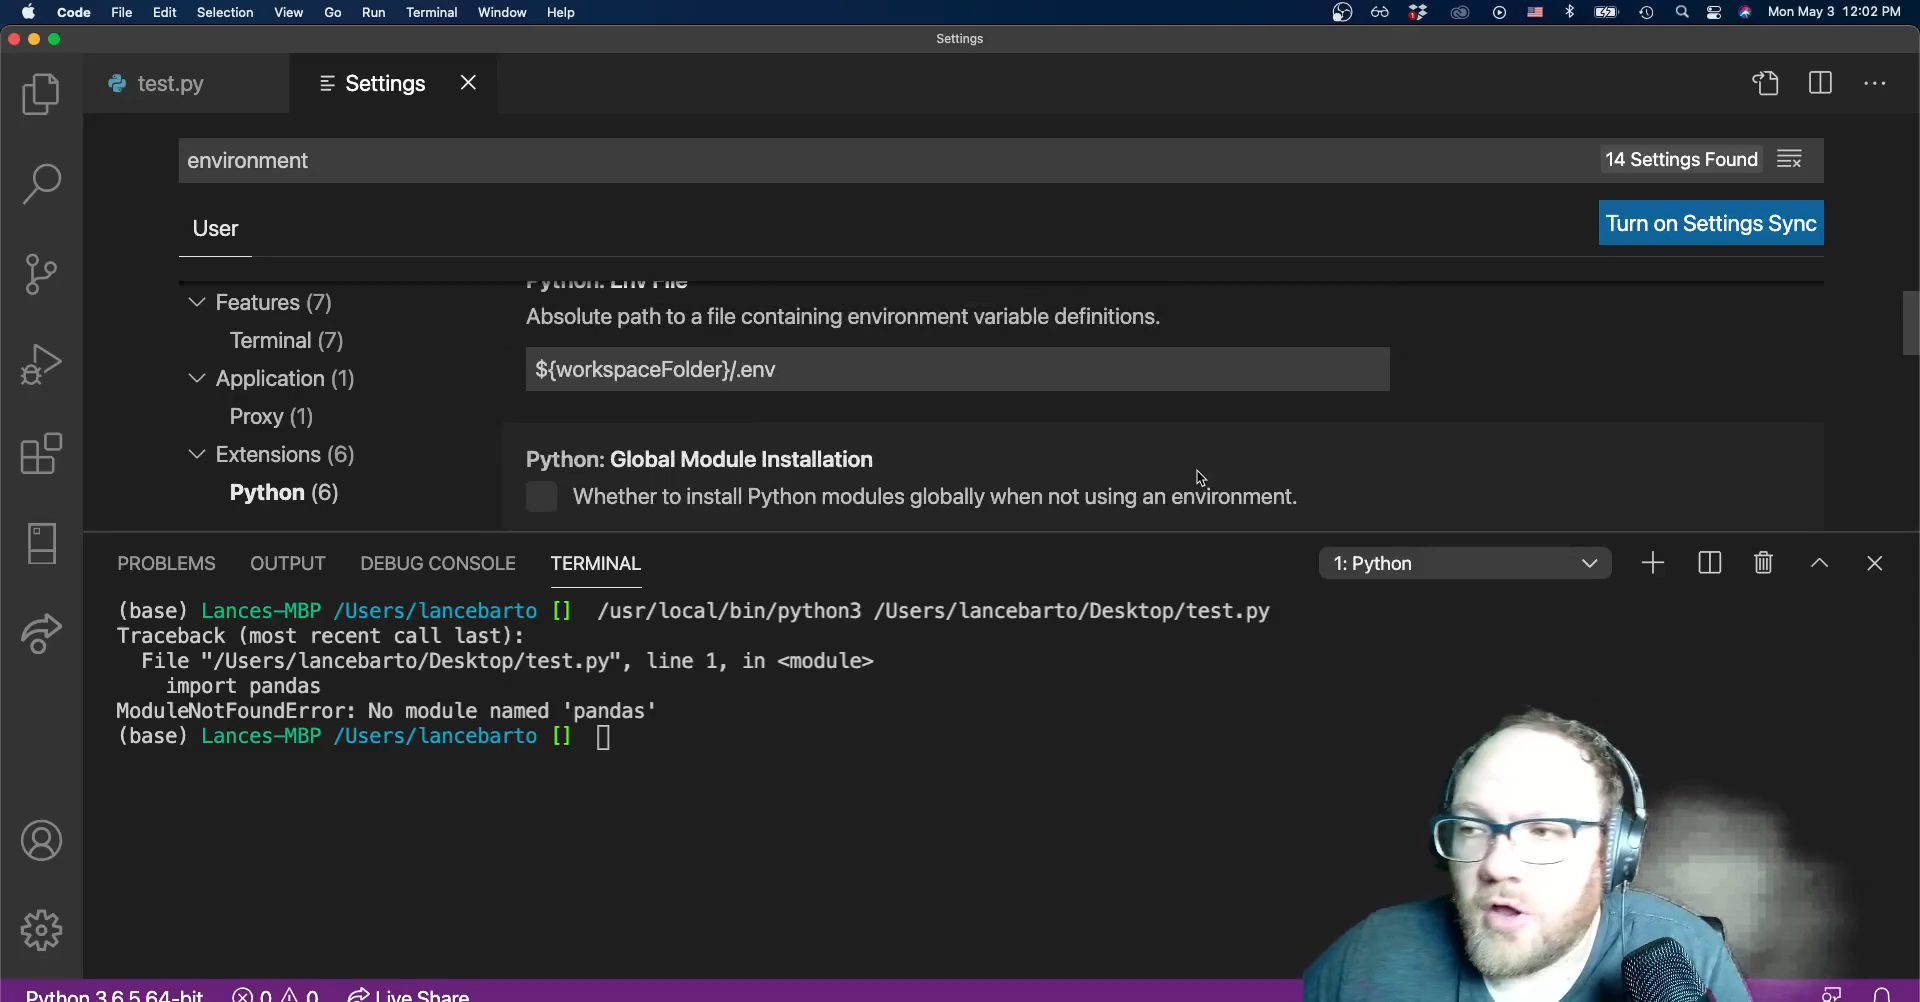 Code File Edit Selection View Go Run Terminal Window Help Mon May 3 12:02 PM
Settings
test.py Settings
environment 14 Settings Found
User Turn on Settings Sync
Python: Env File
Features (7)
Absolute path to a file containing environment variable definitions.
Terminal (7)
${workspaceFolder}/.env
Application (1)
Proxy (1)
Extensions (6)
Python: Global Module Installation
Python (6)
Whether to install Python modules globally when not using an environment.
PROBLEMS OUTPUT DEBUG CONSOLE TERMINAL 1: Python
(base) Lances-MBP /Users/lancebarto [] /usr/local/bin/python3 /Users/lancebarto/Desktop/test.py
Traceback (most recent call last):
File "/Users/lancebarto/Desktop/test.py", line 1, in <module>
import pandas
ModuleNotFoundError: No module named 'pandas'
(base) Lances-MBP /Users/lancebarto []
Python 3.6.5 64-bit 0 0 Live Share